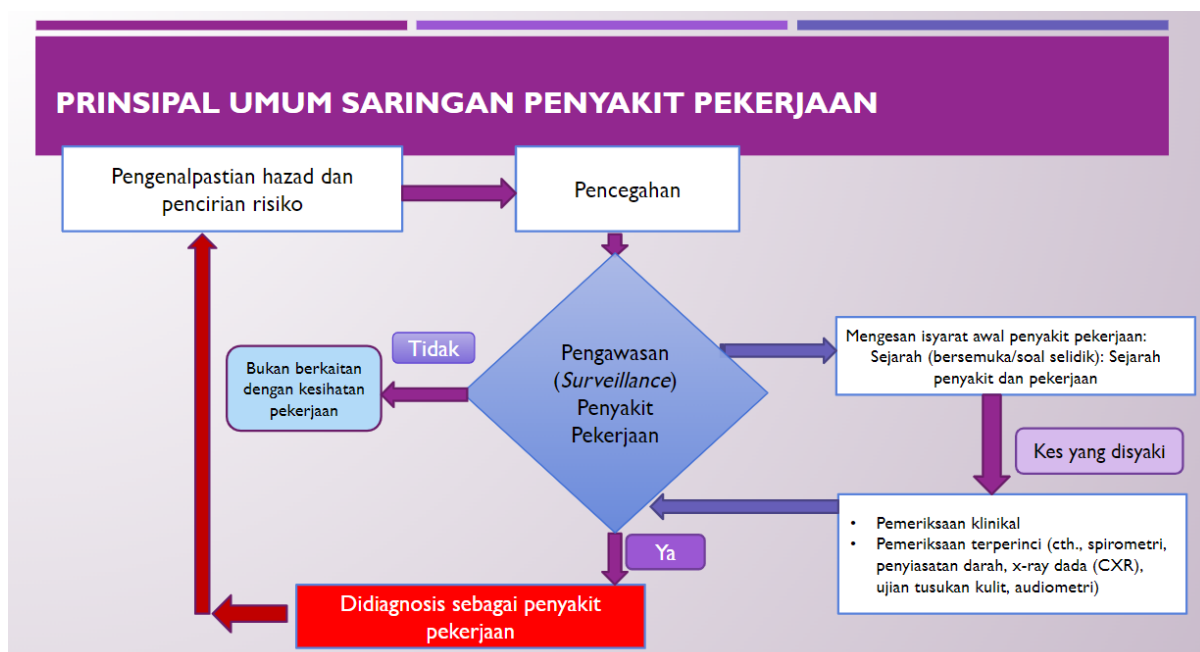 PRINSIPAL UMUM SARINGAN PENYAKIT PEKERJAAN
Pengenalpastian hazad dan
pencirian risiko
Pencegahan
Pengawasan
(Surveillance)
Penyakit
Pekerjaan
Tidak
Bukan berkaitan
dengan kesihatan
pekerjaan
Mengesan isyarat awal penyakit pekerjaan:
Sejarah (bersemuka/soal selidik): Sejarah
penyakit dan pekerjaan
Kes yang disyaki
• Pemeriksaan klinikal
• Pemeriksaan terperinci (cth., spirometri,
penyiasatan darah, x-ray dada (CXR),
ujian tusukan kulit, audiometri)
Ya
Didiagnosis sebagai penyakit
pekerjaan